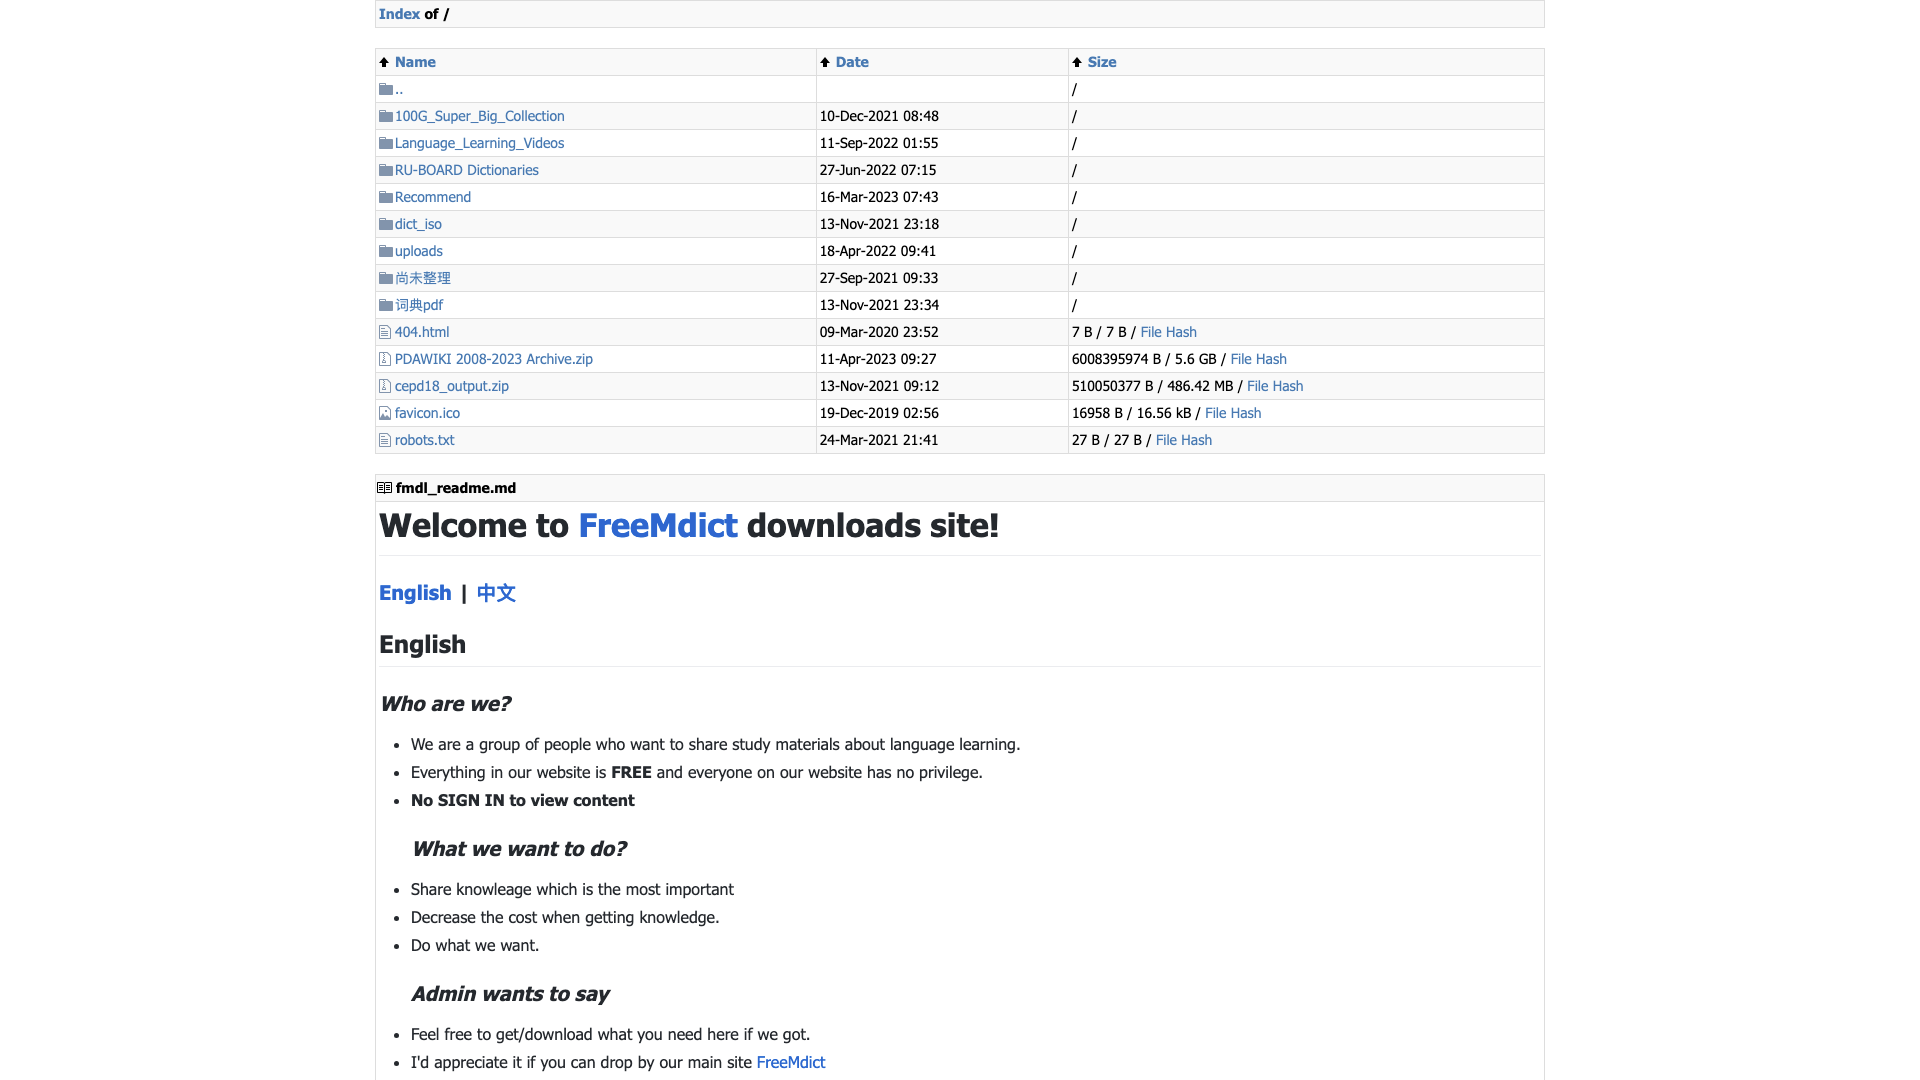 Index of /
Name Date Size
.. /
100G_Super_Big_Collection 10-Dec-2021 08:48 /
Language_Learning_Videos 11-Sep-2022 01:55 /
RU-BOARD Dictionaries 27-Jun-2022 07:15 /
Recommend 16-Mar-2023 07:43 /
dict_iso 13-Nov-2021 23:18 /
uploads 18-Apr-2022 09:41 /
尚未整理 27-Sep-2021 09:33 /
词典pdf 13-Nov-2021 23:34 /
404.html 09-Mar-2020 23:52 7 B / 7 B / File Hash
PDAWIKI 2008-2023 Archive.zip 11-Apr-2023 09:27 6008395974 B / 5.6 GB / File Hash
cepd18_output.zip 13-Nov-2021 09:12 510050377 B / 486.42 MB / File Hash
favicon.ico 19-Dec-2019 02:56 16958 B / 16.56 kB / File Hash
robots.txt 24-Mar-2021 21:41 27 B / 27 B / File Hash
fmdl_readme.md
Welcome to FreeMdict downloads site!
English | 中文
English
Who are we?
• We are a group of people who want to share study materials about language learning.
• Everything in our website is FREE and everyone on our website has no privilege.
• No SIGN IN to view content
What we want to do?
• Share knowleage which is the most important
• Decrease the cost when getting knowledge.
• Do what we want.
Admin wants to say
• Feel free to get/download what you need here if we got.
• I'd appreciate it if you can drop by our main site FreeMdict